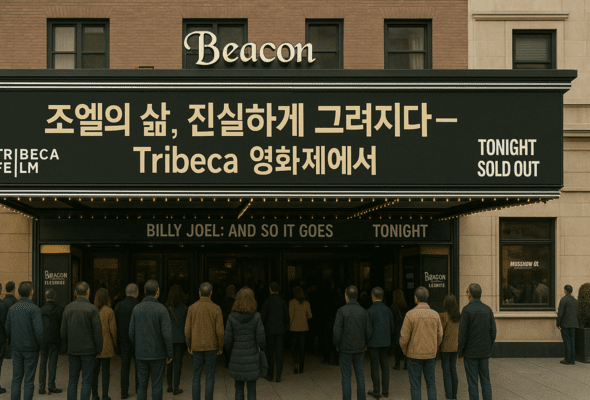 Beacon
조엘의 삶, 진실하게 그려지다—
Tribeca 영화제에서
TRIBECA
FILM
TONIGHT
SOLD OUT
BILLY JOEL: AND SO IT GOES TONIGHT
BEACON
BEACON